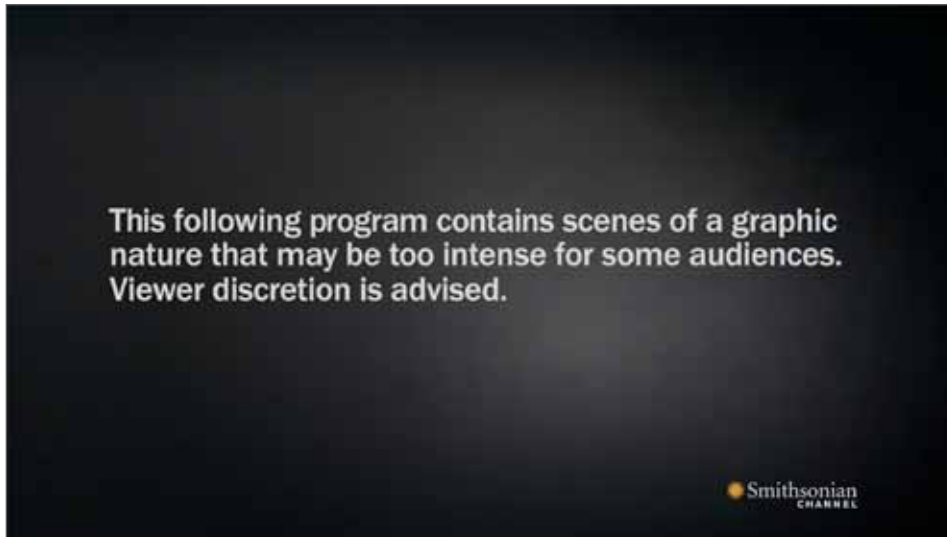 This following program contains scenes of a graphic
nature that may be too intense for some audiences.
Viewer discretion is advised.
Smithsonian
CHANNEL